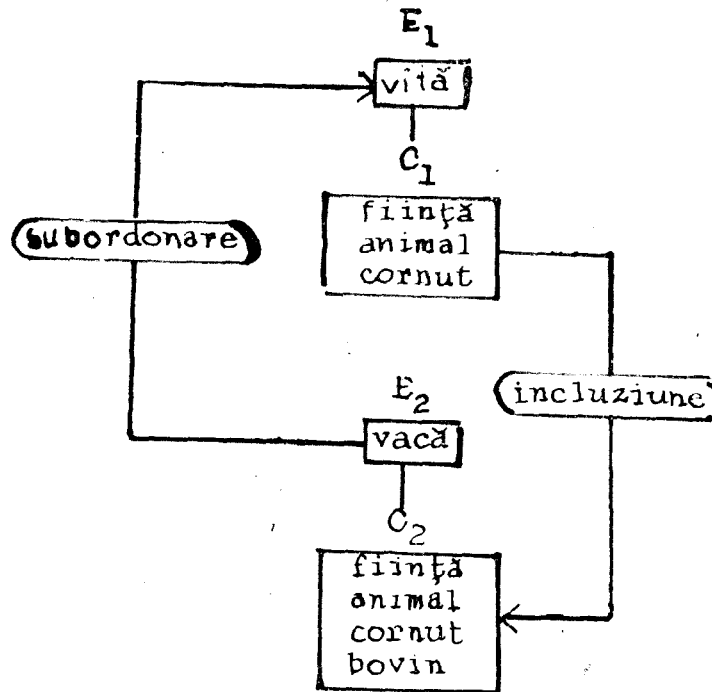 E₁
vită
C₁
subordonare
ființă
animal
cornut
incluziune
E₂
vacă
C₂
ființă
animal
cornut
bovin